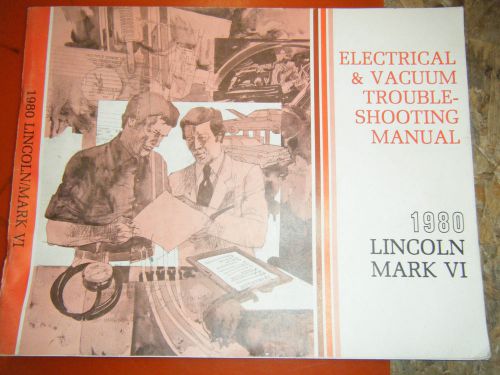 1980 LINCOLN/MARK VI
ELECTRICAL
& VACUUM
TROUBLE-
SHOOTING
MANUAL
1980
LINCOLN
MARK VI